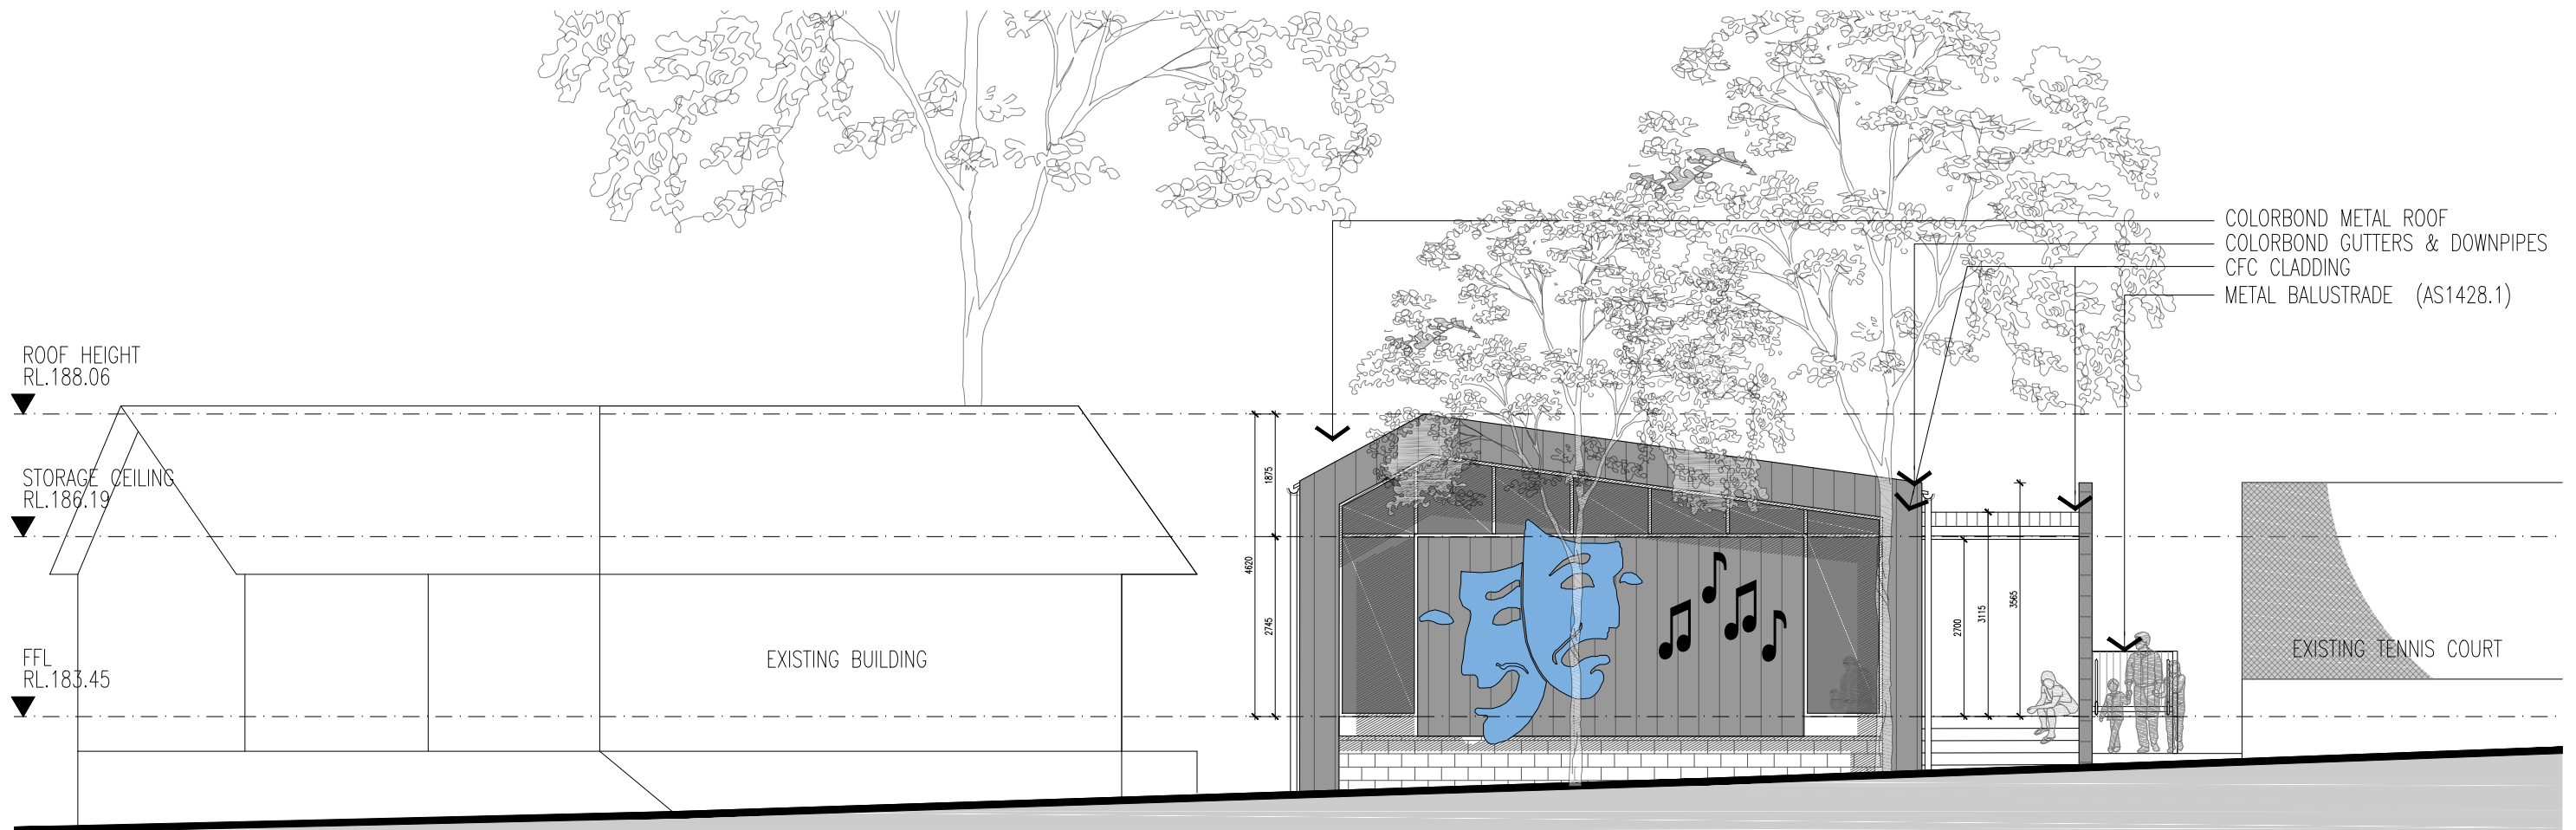 COLORBOND METAL ROOF
COLORBOND GUTTERS & DOWNPIPES
CFC CLADDING
METAL BALUSTRADE (AS1428.1)
ROOF HEIGHT
RL.188.06
STORAGE CEILING
RL.186.19
FFL
RL.183.45
EXISTING BUILDING
4620
1875
2745
2700
3115
3565
EXISTING TENNIS COURT